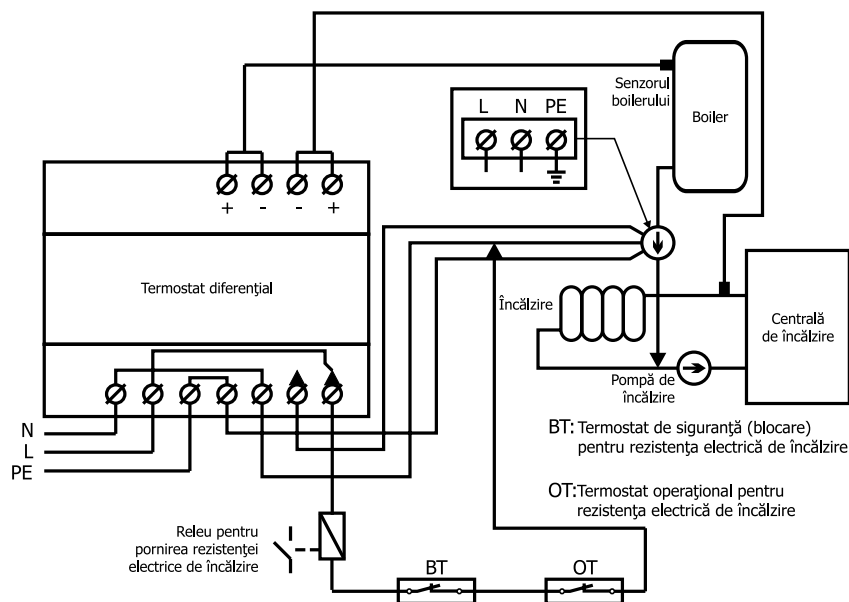 Senzorul
boilerului
Boiler
L N PE
+ - - +
Termostat diferenţial
Încălzire
Centrală
de încălzire
Pompă de
încălzire
N
L
PE
BT: Termostat de siguranţă (blocare)
pentru rezistenţa electrică de încălzire
OT:Termostat operaţional pentru
rezistenţa electrică de încălzire
Releu pentru
pornirea rezistenţei
electrice de încălzire
BT OT